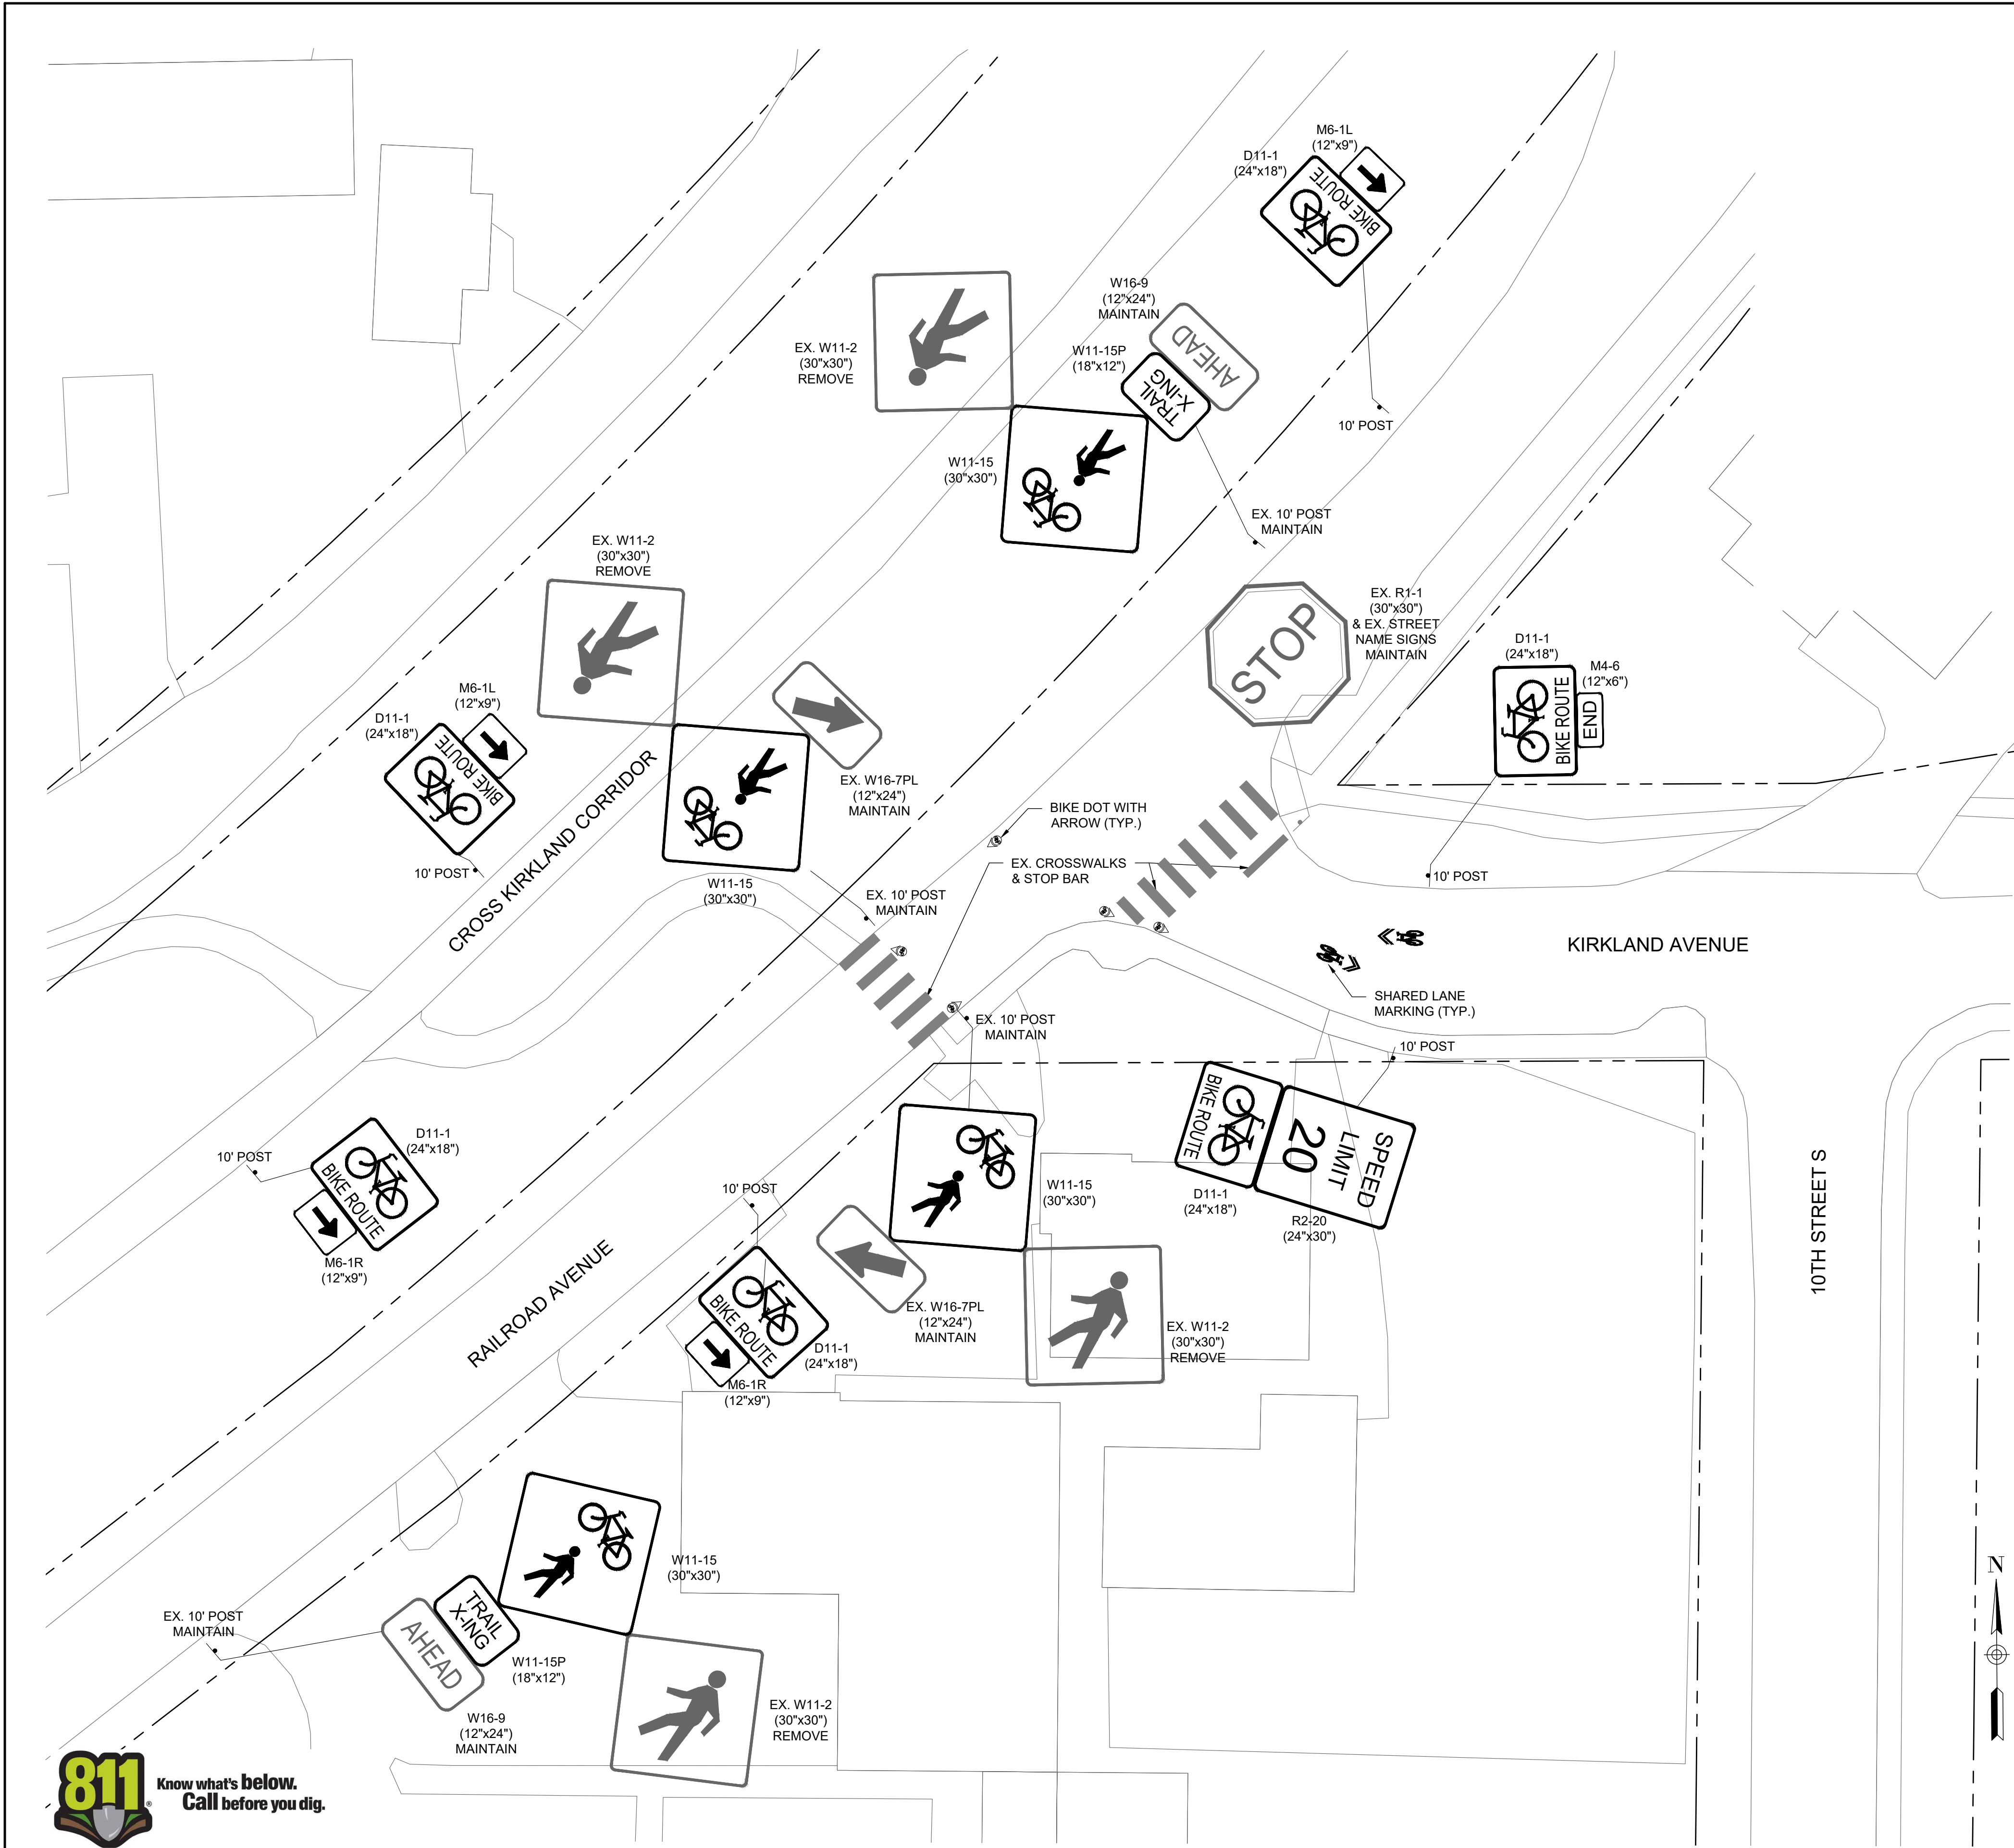 M6-1L
(12"x9")
D11-1
(24"x18")
BIKE ROUTE
10' POST
W16-9
(12"x24")
MAINTAIN
AHEAD
W11-15P
(18"x12")
TRAIL
X-ING
EX. W11-2
(30"x30")
REMOVE
W11-15
(30"x30")
EX. 10' POST
MAINTAIN
EX. W11-2
(30"x30")
REMOVE
STOP
EX. R1-1
(30"x30")
& EX. STREET
NAME SIGNS
MAINTAIN
D11-1
(24"x18")
M4-6
(12"x6")
BIKE ROUTE
END
M6-1L
(12"x9")
D11-1
(24"x18")
BIKE ROUTE
10' POST
EX. W16-7PL
(12"x24")
MAINTAIN
W11-15
(30"x30")
EX. 10' POST
MAINTAIN
CROSS KIRKLAND CORRIDOR
BIKE DOT WITH
ARROW (TYP.)
EX. CROSSWALKS
& STOP BAR
10' POST
KIRKLAND AVENUE
SHARED LANE
MARKING (TYP.)
EX. 10' POST
MAINTAIN
10' POST
BIKE ROUTE
SPEED
LIMIT
20
D11-1
(24"x18")
R2-20
(24"x30")
10TH STREET S
W11-15
(30"x30")
10' POST
D11-1
(24"x18")
BIKE ROUTE
M6-1R
(12"x9")
10' POST
RAILROAD AVENUE
BIKE ROUTE
D11-1
(24"x18")
M6-1R
(12"x9")
EX. W16-7PL
(12"x24")
MAINTAIN
EX. W11-2
(30"x30")
REMOVE
W11-15
(30"x30")
EX. 10' POST
MAINTAIN
TRAIL
X-ING
AHEAD
W11-15P
(18"x12")
W16-9
(12"x24")
MAINTAIN
EX. W11-2
(30"x30")
REMOVE
N
811®
Know what's below.
Call before you dig.